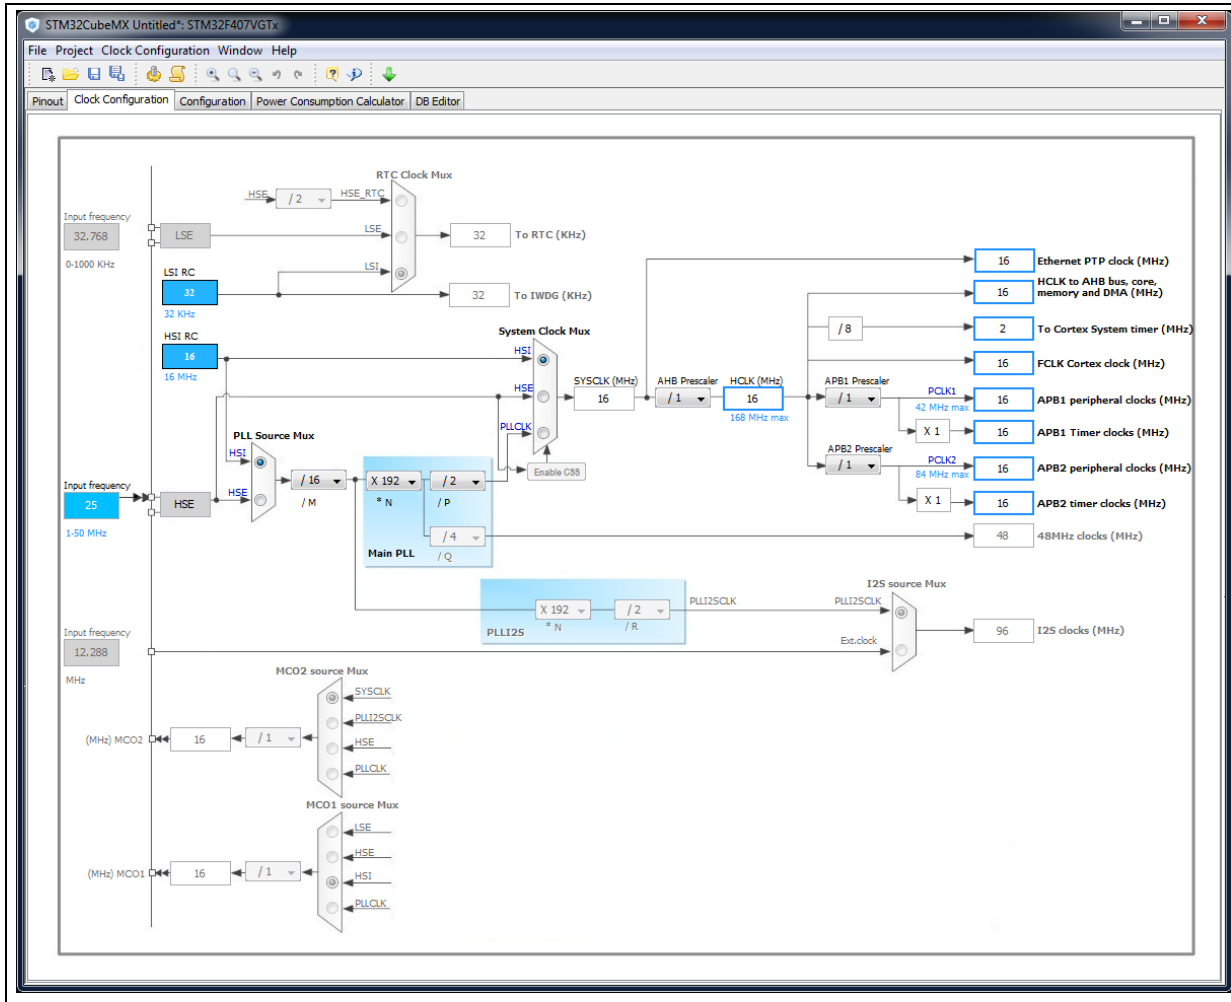 STM32CubeMX Untitled*: STM32F407VGTx
File Project Clock Configuration Window Help
Pinout Clock Configuration Configuration Power Consumption Calculator DB Editor
RTC Clock Mux
HSE / 2 HSE_RTC
Input frequency
32.768 LSE LSE 32 To RTC (KHz)
0-1000 KHz
LSI RC LSI
32 32 To IWDG (KHz)
32 KHz
HSI RC
16
16 MHz
System Clock Mux
HSI
HSE
PLLCLK
Enable CSS
SYSCLK (MHz) AHB Prescaler HCLK (MHz)
16 / 1 16
168 MHz max
16 Ethernet PTP clock (MHz)
16 HCLK to AHB bus, core,
memory and DMA (MHz)
/ 8 2 To Cortex System timer (MHz)
16 FCLK Cortex clock (MHz)
APB1 Prescaler PCLK1
/ 1 42 MHz max 16 APB1 peripheral clocks (MHz)
X 1 16 APB1 Timer clocks (MHz)
APB2 Prescaler PCLK2
/ 1 84 MHz max 16 APB2 peripheral clocks (MHz)
X 1 16 APB2 timer clocks (MHz)
PLL Source Mux
HSI
HSE
Input frequency
25 HSE
1-50 MHz
/ 16 X 192 / 2
/ M * N / P
/ 4 48 48MHz clocks (MHz)
Main PLL / Q
I2S source Mux
X 192 / 2 PLLI2SCLK PLLI2SCLK
PLLI2S * N / R
Ext.clock
96 I2S clocks (MHz)
Input frequency
12.288
MHz
MCO2 source Mux
SYSCLK
PLLI2SCLK
(MHz) MCO2 16 / 1 HSE
PLLCLK
MCO1 source Mux
LSE
HSE
(MHz) MCO1 16 / 1 HSI
PLLCLK